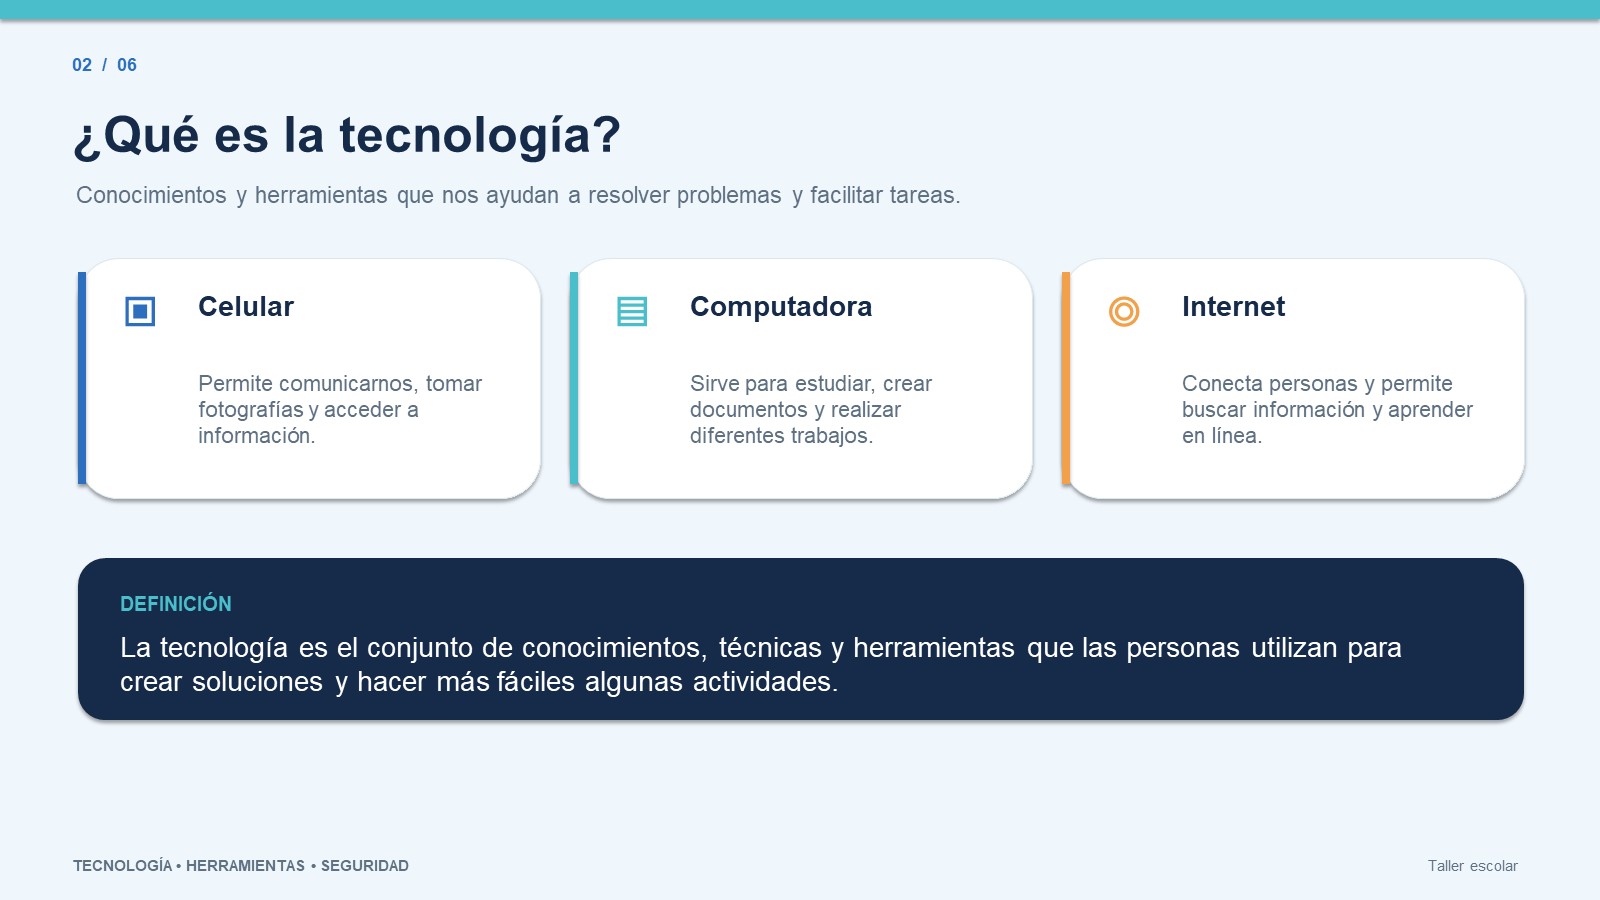 02 / 06
¿Qué es la tecnología?
Conocimientos y herramientas que nos ayudan a resolver problemas y facilitar tareas.
Celular
Permite comunicarnos, tomar
fotografías y acceder a
información.
Computadora
Sirve para estudiar, crear
documentos y realizar
diferentes trabajos.
Internet
Conecta personas y permite
buscar información y aprender
en línea.
DEFINICIÓN
La tecnología es el conjunto de conocimientos, técnicas y herramientas que las personas utilizan para
crear soluciones y hacer más fáciles algunas actividades.
TECNOLOGÍA • HERRAMIENTAS • SEGURIDAD
Taller escolar